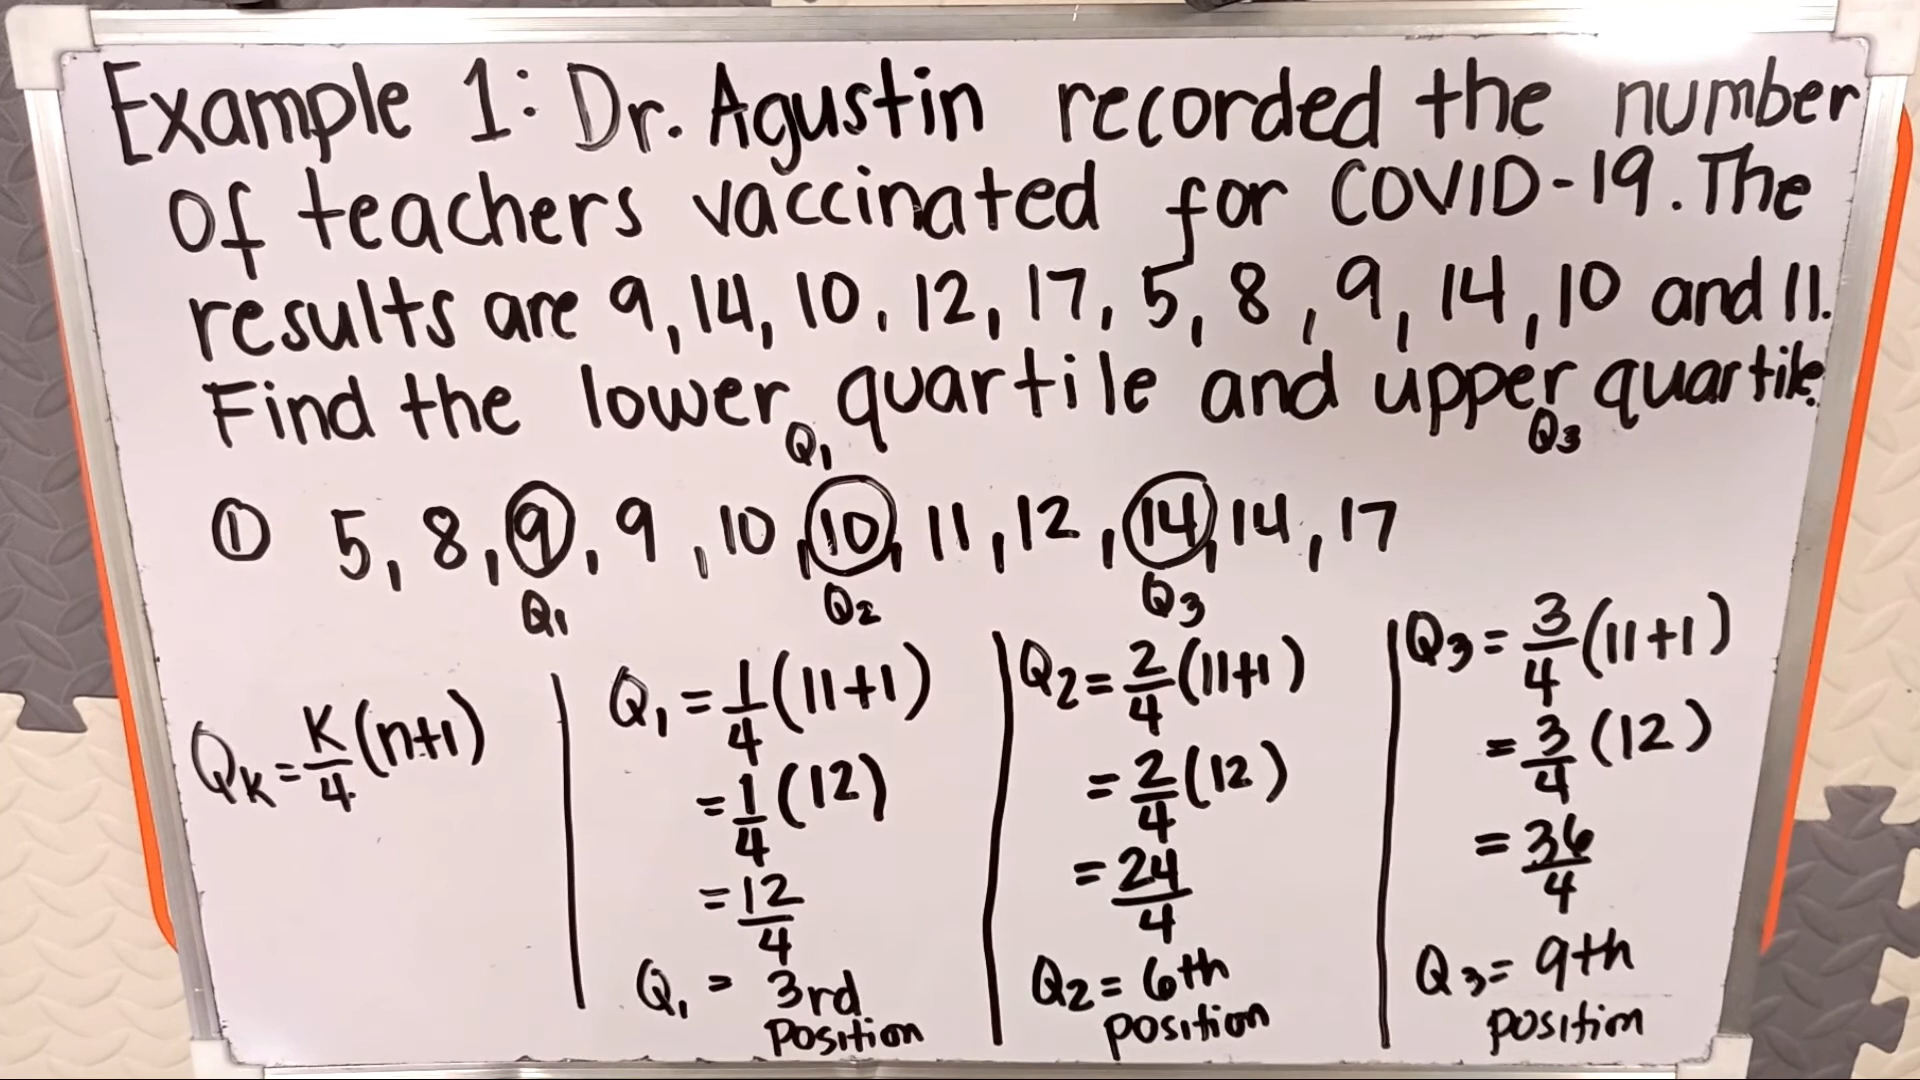 Example 1: Dr. Agustin recorded the number
of teachers vaccinated for COVID-19. The
results are 9, 14, 10, 12, 17, 5, 8, 9, 14, 10 and 11.
Find the lower quartile and upper quartile.
Q₁ Q₃
① 5, 8, 9, 9, 10, 10, 11, 12, 14, 14, 17
Q₁ Q₂ Q₃
Qₖ = K/4 (n+1)
Q₁ = 1/4 (11+1)
= 1/4 (12)
= 12/4
Q₁ = 3rd
Position
Q₂ = 2/4 (11+1)
= 2/4 (12)
= 24/4
Q₂ = 6th
position
Q₃ = 3/4 (11+1)
= 3/4 (12)
= 36/4
Q₃ = 9th
position